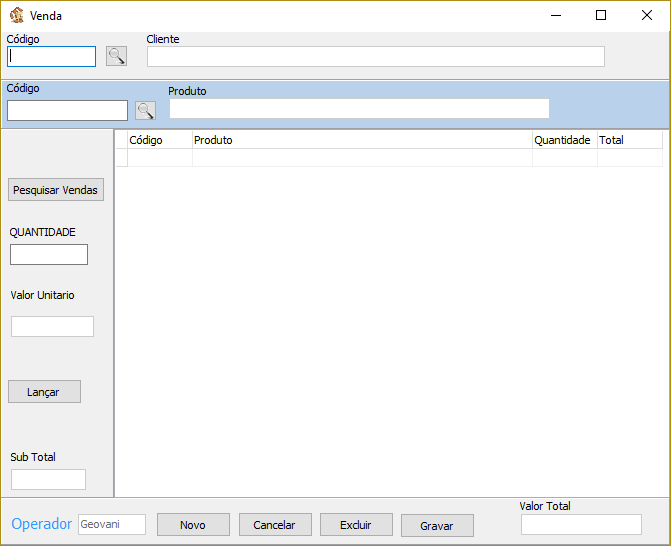 Venda
Código Cliente
Código Produto
Código Produto Quantidade Total
Pesquisar Vendas
QUANTIDADE
Valor Unitario
Lançar
Sub Total
Valor Total
Operador Geovani Novo Cancelar Excluir Gravar